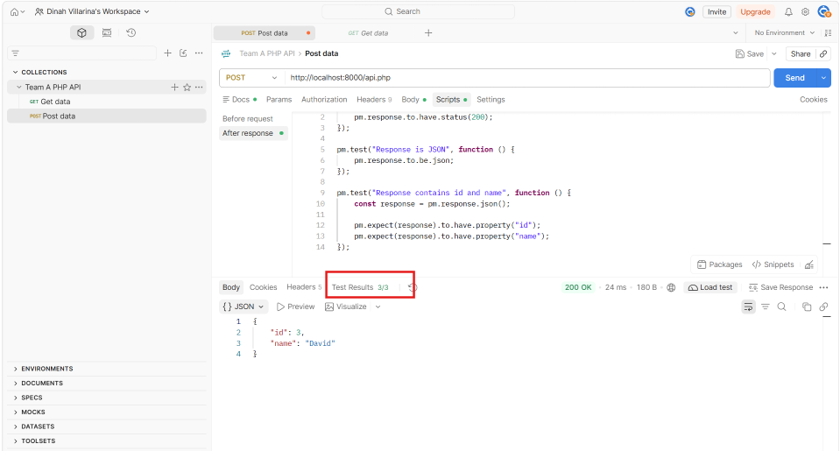 Dinah Villarina's Workspace
Search
Invite
Upgrade
POST Post data
GET Get data
No Environment
COLLECTIONS
Team A PHP API
GET Get data
POST Post data
ENVIRONMENTS
DOCUMENTS
SPECS
MOCKS
DATASETS
TOOLSETS
Team A PHP API > Post data
Save
Share
POST
http://localhost:8000/api.php
Send
Docs
Params
Authorization
Headers 9
Body
Scripts
Settings
Cookies
Before request
After response
2 pm.response.to.have.status(200);
3 });
4
5 pm.test("Response is JSON", function () {
6 pm.response.to.be.json;
7 });
8
9 pm.test("Response contains id and name", function () {
10 const response = pm.response.json();
11
12 pm.expect(response).to.have.property("id");
13 pm.expect(response).to.have.property("name");
14 });
Packages
Snippets
Body
Cookies
Headers 5
Test Results 3/3
200 OK
24 ms
180 B
Load test
Save Response
{ } JSON
Preview
Visualize
1 {
2 "id": 3,
3 "name": "David"
4 }